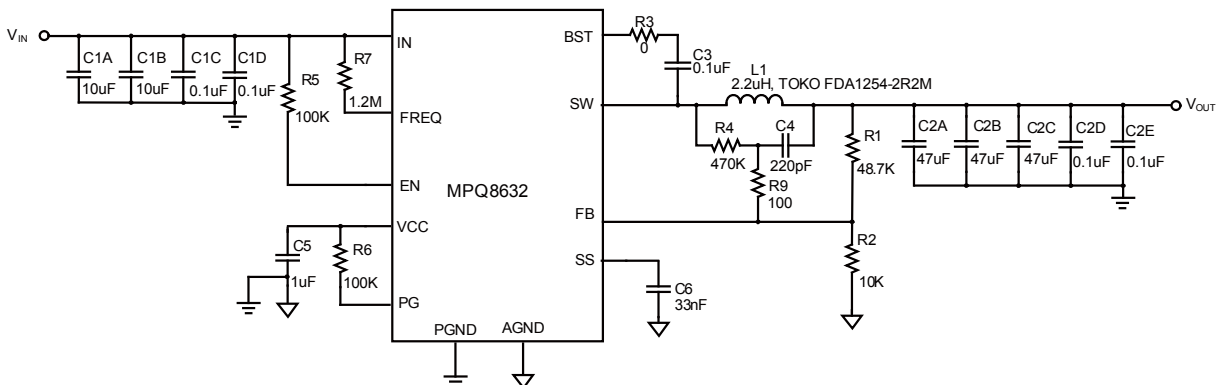 V_IN
C1A
10uF
C1B
10uF
C1C
0.1uF
C1D
0.1uF
R5
100K
R7
1.2M
IN
FREQ
EN
VCC
PG
C5
1uF
R6
100K
MPQ8632
PGND
AGND
BST
SW
FB
SS
R3
0
C3
0.1uF
L1
2.2uH, TOKO FDA1254-2R2M
R4
470K
C4
220pF
R9
100
R1
48.7K
R2
10K
C6
33nF
C2A
47uF
C2B
47uF
C2C
47uF
C2D
0.1uF
C2E
0.1uF
V_OUT